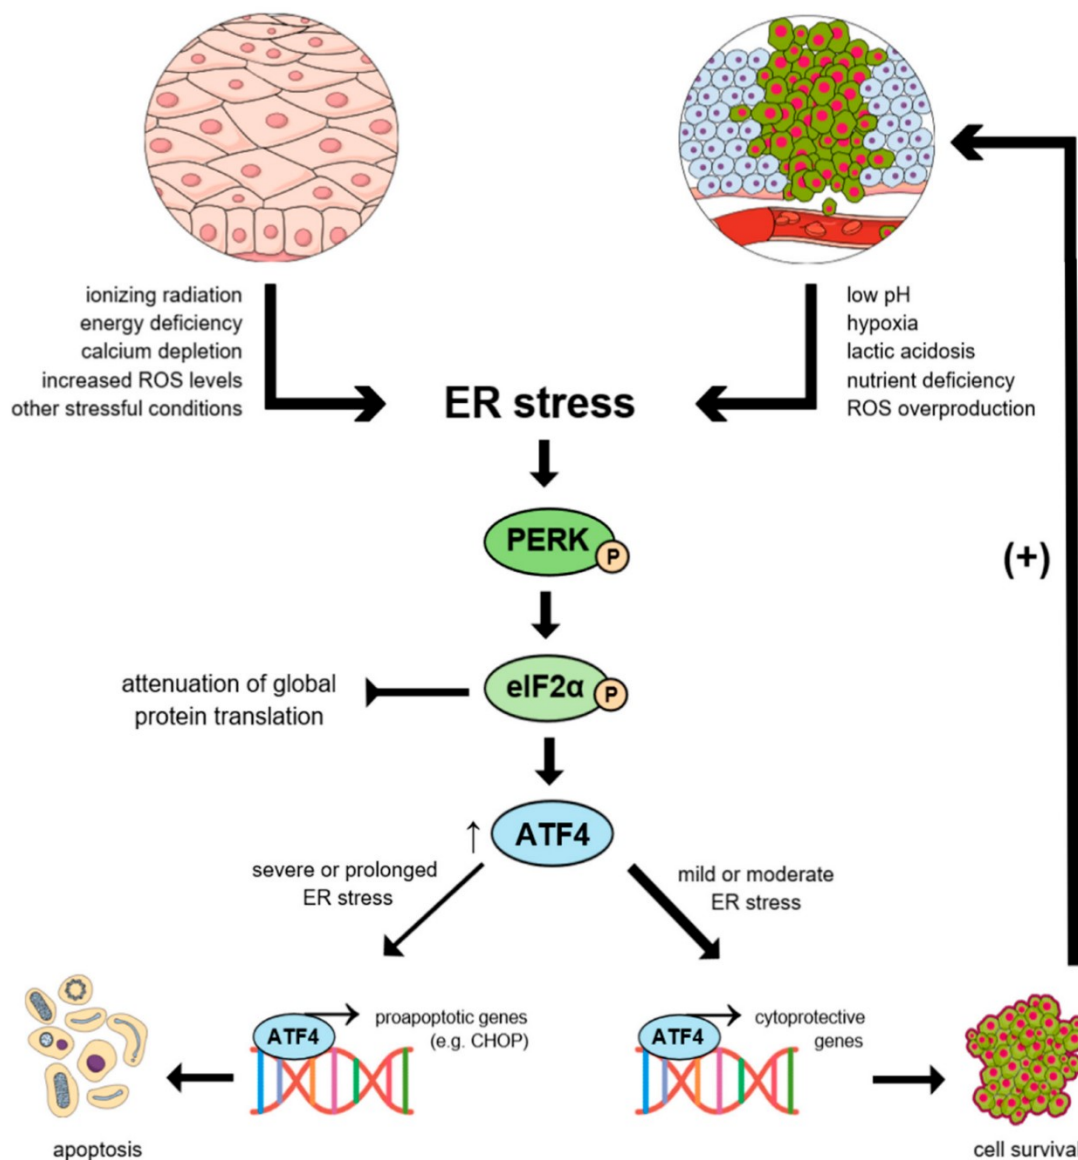 ionizing radiation
energy deficiency
calcium depletion
increased ROS levels
other stressful conditions
low pH
hypoxia
lactic acidosis
nutrient deficiency
ROS overproduction
ER stress
PERK
P
(+)
eIF2α
P
attenuation of global
protein translation
↑
ATF4
severe or prolonged
ER stress
mild or moderate
ER stress
ATF4
proapoptotic genes
(e.g. CHOP)
ATF4
cytoprotective
genes
apoptosis
cell survival